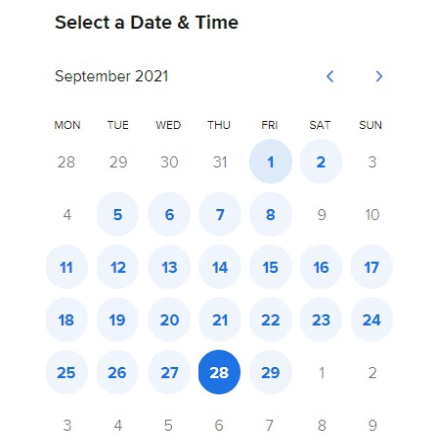 Select a Date & Time
September 2021
MON TUE WED THU FRI SAT SUN
28 29 30 31 1 2 3
4 5 6 7 8 9 10
11 12 13 14 15 16 17
18 19 20 21 22 23 24
25 26 27 28 29 1 2
3 4 5 6 7 8 9